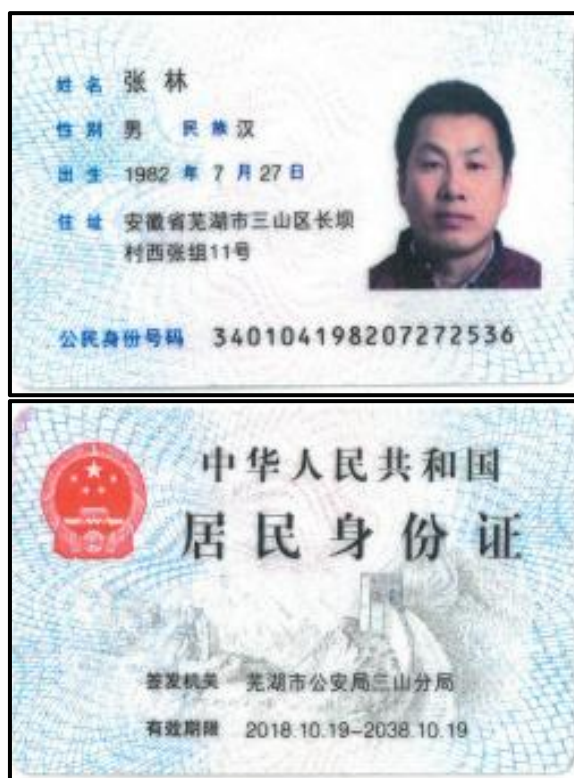 姓名 张林
性别 男 民族 汉
出生 1982 年 7 月 27 日
住址 安徽省芜湖市三山区长坝
村西张组11号
公民身份号码 340104198207272536
中华人民共和国
居民身份证
签发机关 芜湖市公安局三山分局
有效期限 2018.10.19-2038.10.19